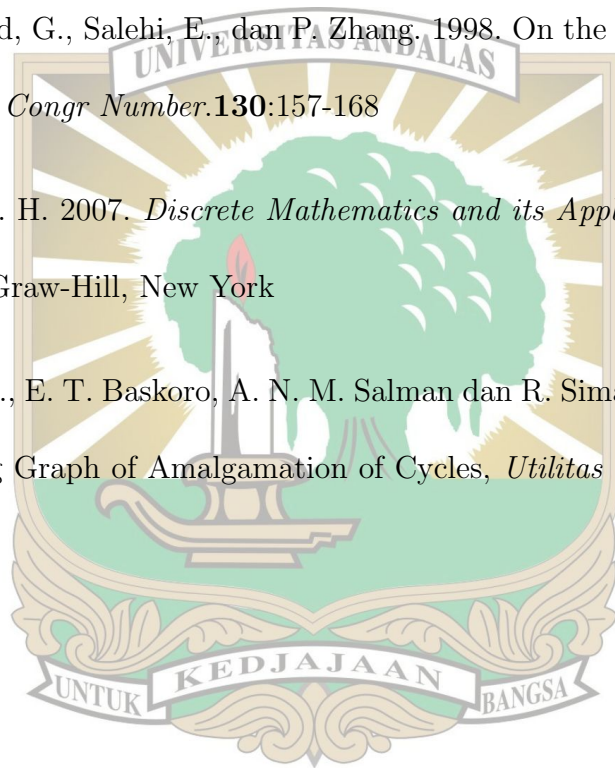 d, G., Salehi, E., dan P. Zhang. 1998. On the
UNIVERSITAS ANDALAS
Congr Number.130:157-168
. H. 2007. Discrete Mathematics and its Appl
Graw-Hill, New York
., E. T. Baskoro, A. N. M. Salman dan R. Sima
g Graph of Amalgamation of Cycles, Utilitas
UNTUK KEDJAJAAN BANGSA